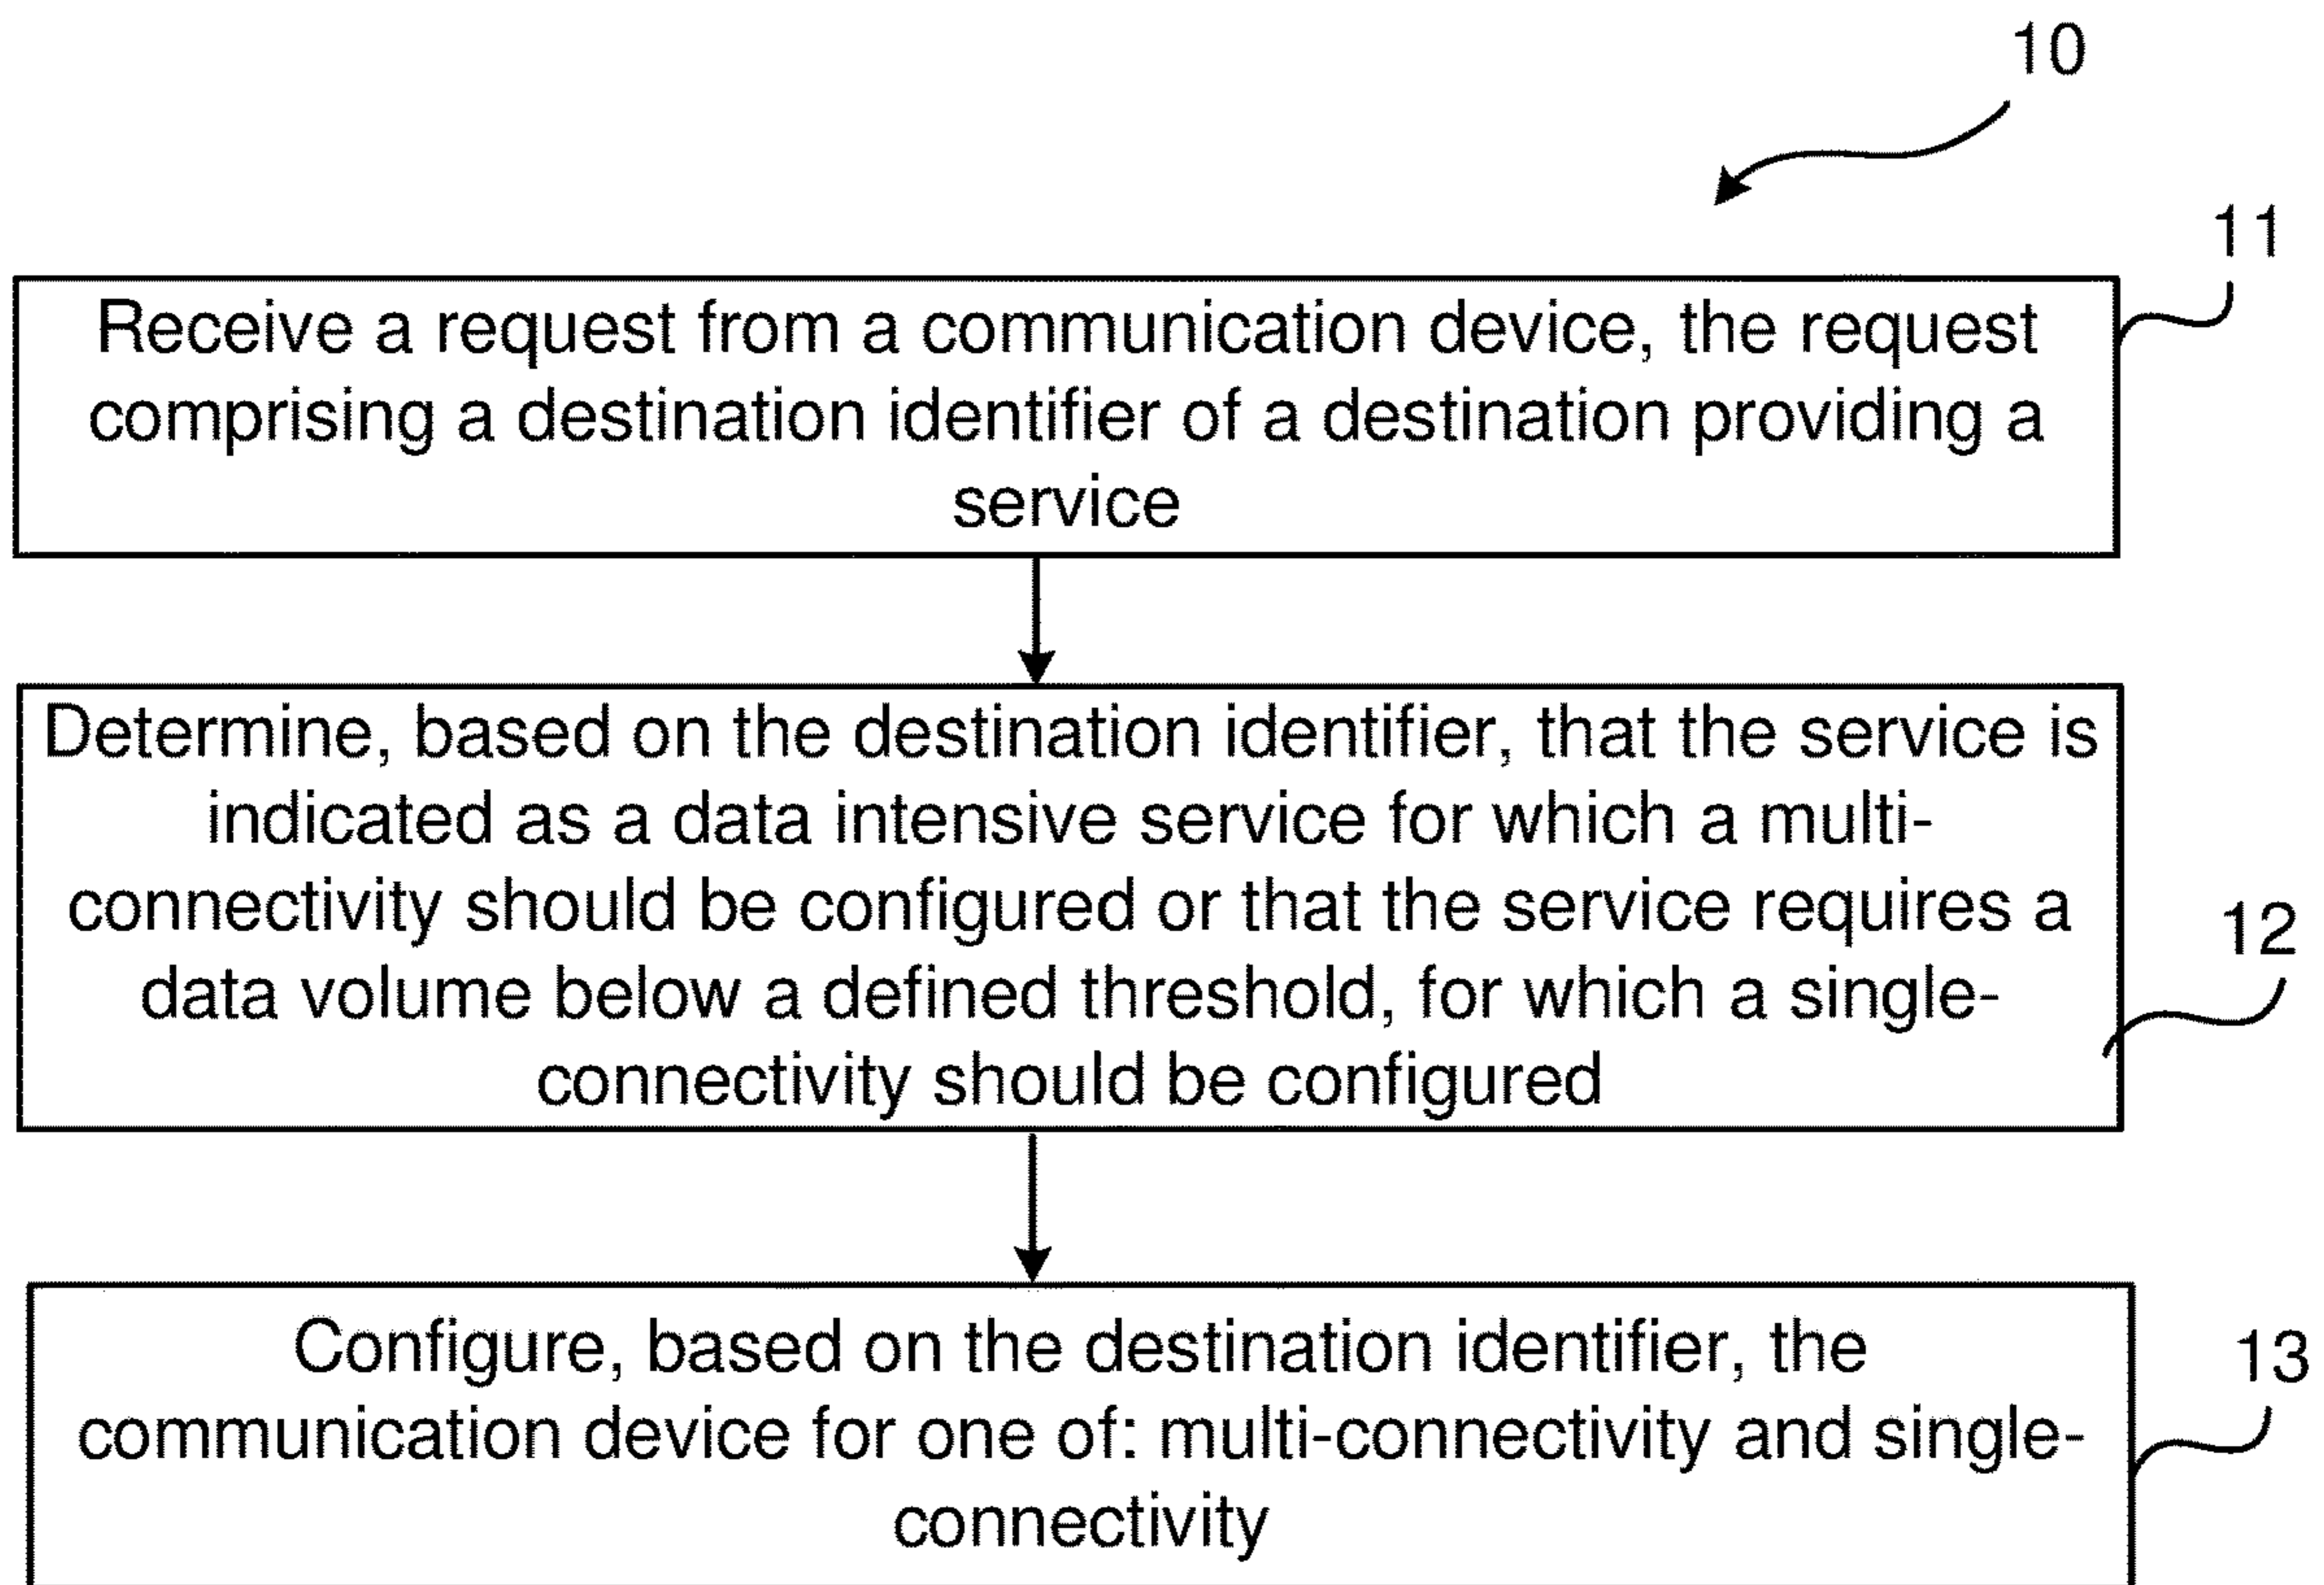 10
11
Receive a request from a communication device, the request
comprising a destination identifier of a destination providing a
service
Determine, based on the destination identifier, that the service is
indicated as a data intensive service for which a multi-
connectivity should be configured or that the service requires a
data volume below a defined threshold, for which a single-
connectivity should be configured
12
Configure, based on the destination identifier, the
communication device for one of: multi-connectivity and single-
connectivity
13